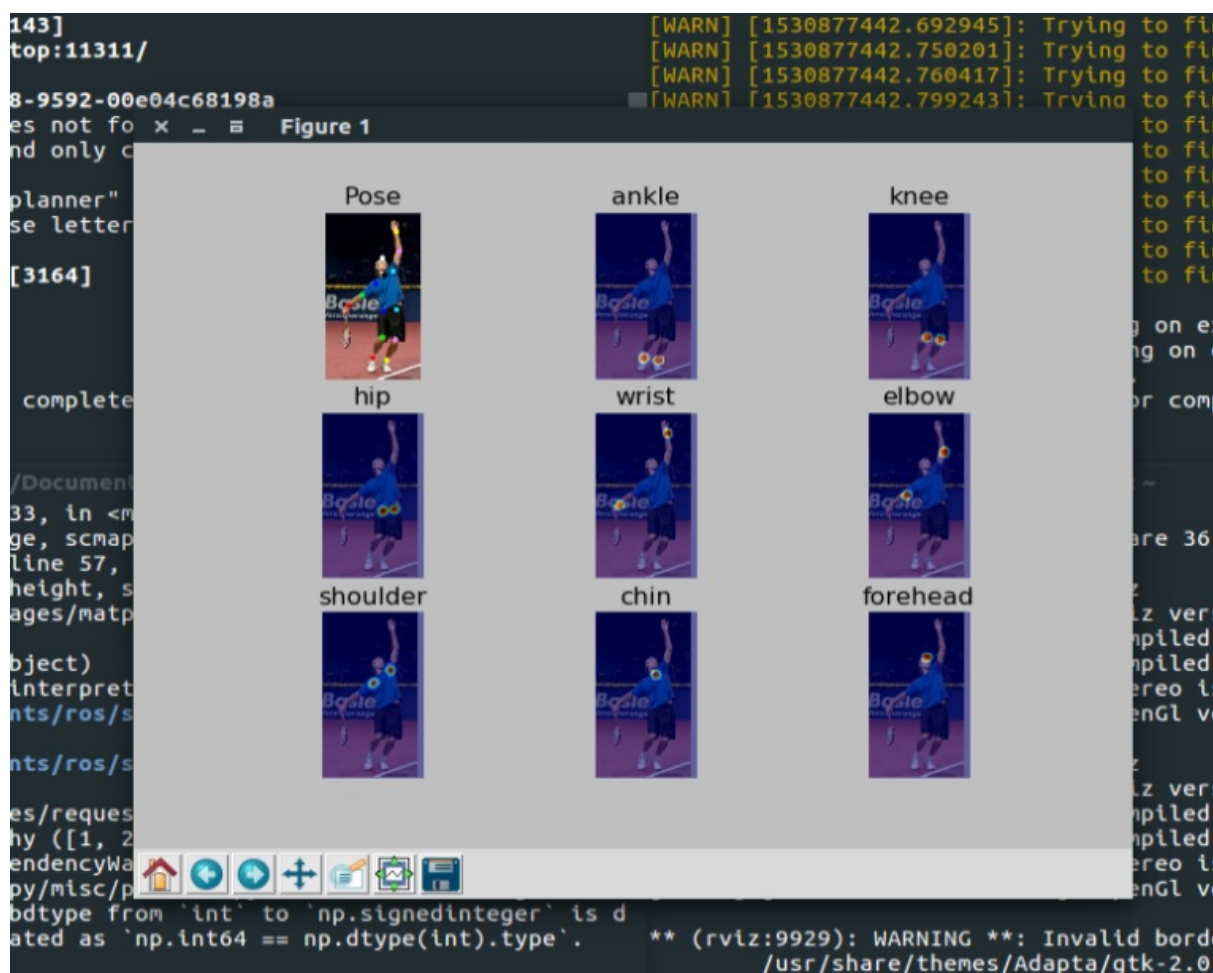 143]
top:11311/
8-9592-00e04c68198a
es not fo
nd only c
planner"
se letter
[3164]
complete
[WARN] [1530877442.692945]: Trying to fi
[WARN] [1530877442.750201]: Trying to fi
[WARN] [1530877442.760417]: Trying to fi
[WARN] [1530877442.799243]: Trying to fi
to fi
to fi
to fi
to fi
to fi
to fi
to fi
g on e
ng on
or comp
Figure 1
Pose
ankle
knee
hip
wrist
elbow
shoulder
chin
forehead
/Document
33, in <m
ge, scmap
line 57,
height, s
ages/matp
bject)
interpret
nts/ros/s
nts/ros/s
es/reques
hy ([1, 2
endencyWa
py/misc/p
bdtype from `int` to `np.signedinteger` is d
ated as `np.int64 == np.dtype(int).type`.
~
are 36
iz ver
mpiled
mpiled
ereo i
enGl v
iz ver
mpiled
mpiled
ereo i
enGl v
** (rviz:9929): WARNING **: Invalid bord
/usr/share/themes/Adapta/gtk-2.0